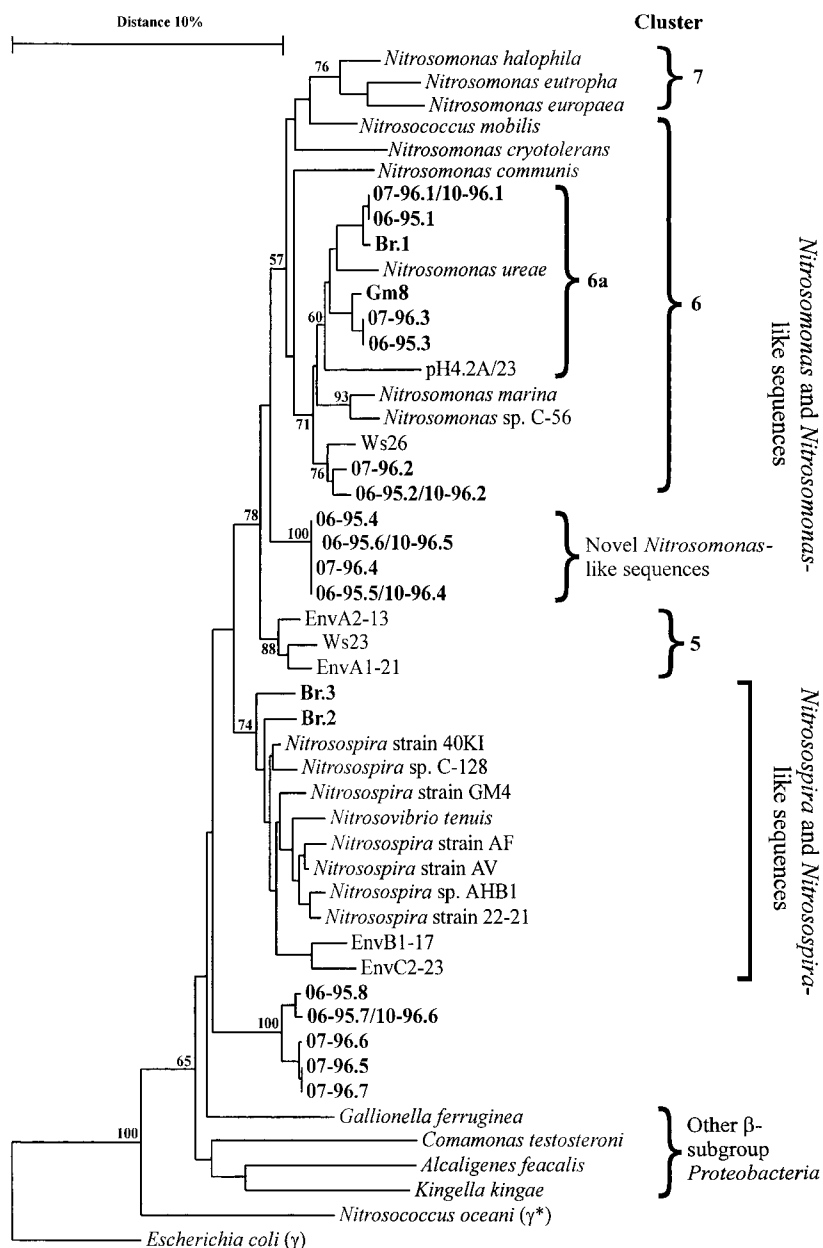 Distance 10%
Cluster
76
Nitrosomonas halophila
Nitrosomonas eutropha
Nitrosomonas europaea
7
Nitrosococcus mobilis
Nitrosomonas cryotolerans
Nitrosomonas communis
07-96.1/10-96.1
06-95.1
Br.1
Nitrosomonas ureae
Gm8
07-96.3
06-95.3
pH4.2A/23
6a
57
60
93
Nitrosomonas marina
Nitrosomonas sp. C-56
71
Ws26
76
07-96.2
06-95.2/10-96.2
6
78
100
06-95.4
06-95.6/10-96.5
07-96.4
06-95.5/10-96.4
Novel Nitrosomonas-
like sequences
Nitrosomonas and Nitrosomonas-
like sequences
EnvA2-13
Ws23
88
EnvA1-21
5
74
Br.3
Br.2
Nitrosospira strain 40KI
Nitrosospira sp. C-128
Nitrosospira strain GM4
Nitrosovibrio tenuis
Nitrosospira strain AF
Nitrosospira strain AV
Nitrosospira sp. AHB1
Nitrosospira strain 22-21
EnvB1-17
EnvC2-23
Nitrosospira and Nitrosospira-
like sequences
06-95.8
06-95.7/10-96.6
100
07-96.6
07-96.5
07-96.7
65
Gallionella ferruginea
Comamonas testosteroni
Alcaligenes feacalis
Kingella kingae
Other β-
subgroup
Proteobacteria
100
Nitrosococcus oceani (γ*)
Escherichia coli (γ)